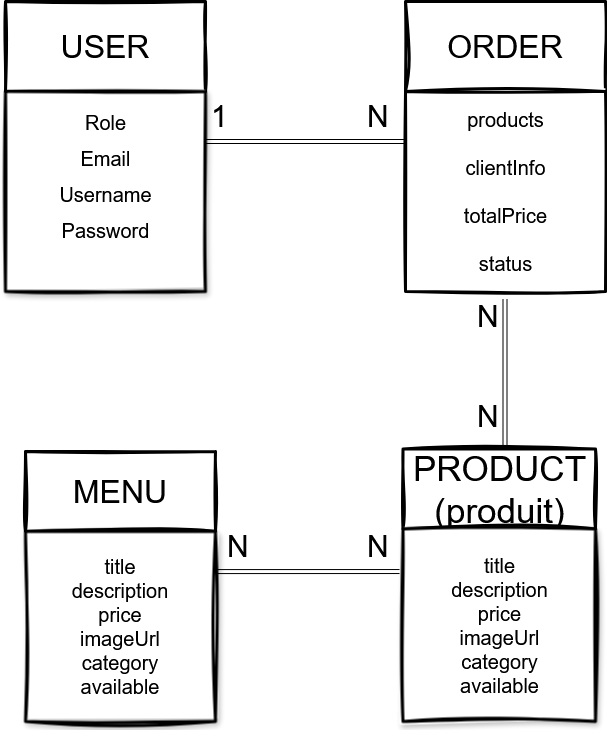 USER
Role
Email
Username
Password
1
N
ORDER
products
clientInfo
totalPrice
status
N
N
MENU
title
description
price
imageUrl
category
available
N
N
PRODUCT
(produit)
title
description
price
imageUrl
category
available